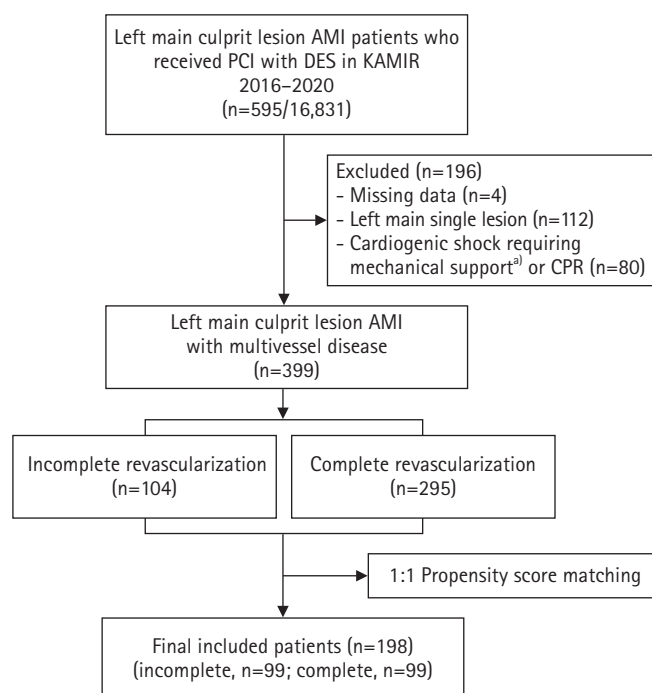 Left main culprit lesion AMI patients who
received PCI with DES in KAMIR
2016–2020
(n=595/16,831)
Excluded (n=196)
- Missing data (n=4)
- Left main single lesion (n=112)
- Cardiogenic shock requiring
mechanical supportᵃ⁾ or CPR (n=80)
Left main culprit lesion AMI
with multivessel disease
(n=399)
Incomplete revascularization
(n=104)
Complete revascularization
(n=295)
1:1 Propensity score matching
Final included patients (n=198)
(incomplete, n=99; complete, n=99)